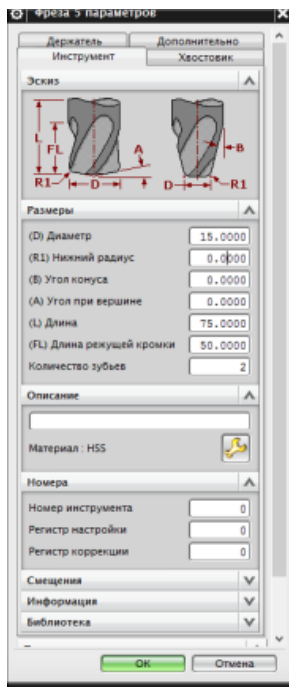 Фреза 5 параметров
Держатель Дополнительно
Инструмент Хвостовик
Эскиз
L FL A B
R1 D D R1
Размеры
(D) Диаметр 15.0000
(R1) Нижний радиус 0.0000
(B) Угол конуса 0.0000
(A) Угол при вершине 0.0000
(L) Длина 75.0000
(FL) Длина режущей кромки 50.0000
Количество зубьев 2
Описание
Материал : HSS
Номера
Номер инструмента 0
Регистр настройки 0
Регистр коррекции 0
Смещения
Информация
Библиотека
OK Отмена